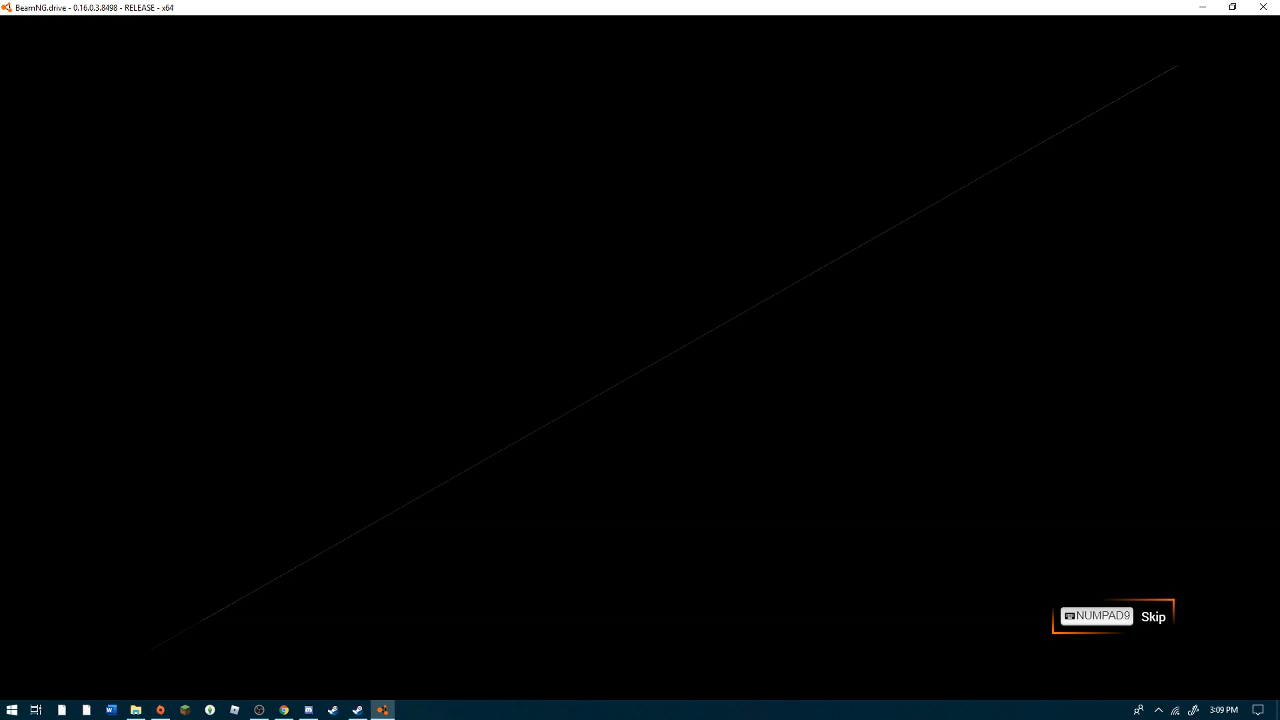 BeamNG.drive - 0.16.0.3.8498 - RELEASE - x64
NUMPAD9 Skip
3:09 PM